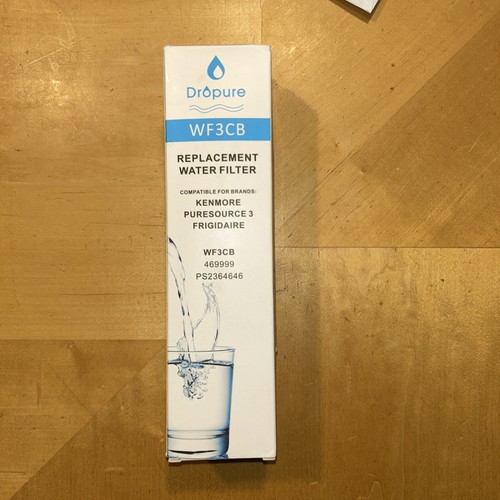 Dropure
WF3CB
REPLACEMENT
WATER FILTER
COMPATIBLE FOR BRANDS:
KENMORE
PURESOURCE 3
FRIGIDAIRE
WF3CB
469999
PS2364646